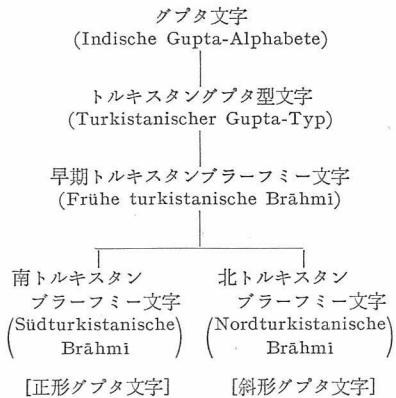 グプタ文字
(Indische Gupta-Alphabete)
トルキスタングプタ型文字
(Turkistanischer Gupta-Typ)
早期トルキスタンブラーフミー文字
(Frühe turkistanische Brāhmī)
南トルキスタン
ブラーフミー文字
(Südturkistanische
Brāhmī)
[正形グプタ文字]
北トルキスタン
ブラーフミー文字
(Nordturkistanische
Brāhmī)
[斜形グプタ文字]